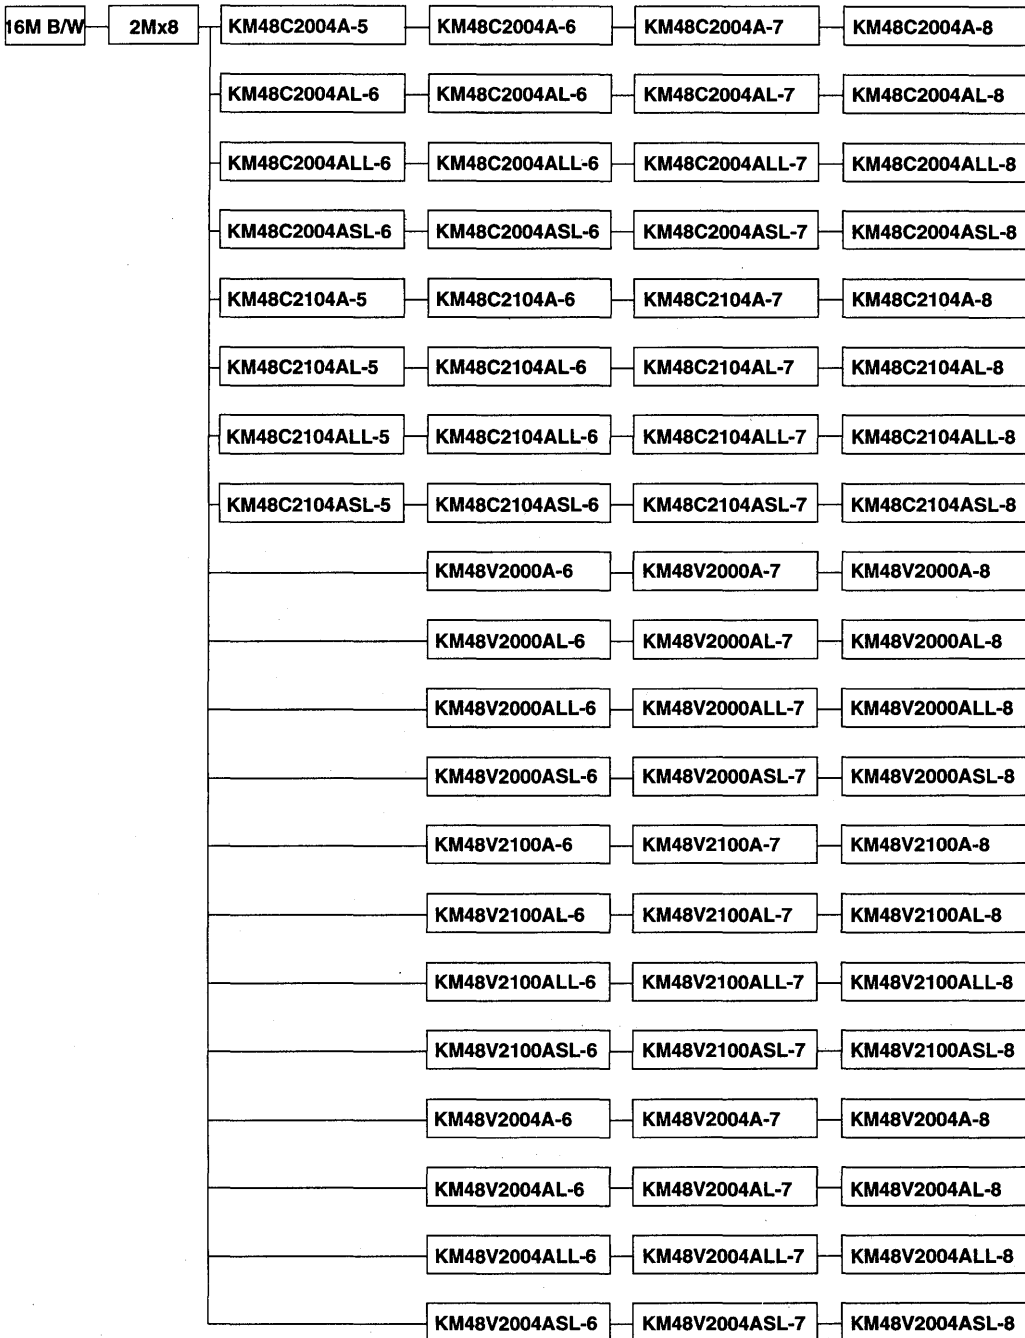 16M B/W 2Mx8 KM48C2004A-5 KM48C2004A-6 KM48C2004A-7 KM48C2004A-8
KM48C2004AL-6 KM48C2004AL-6 KM48C2004AL-7 KM48C2004AL-8
KM48C2004ALL-6 KM48C2004ALL-6 KM48C2004ALL-7 KM48C2004ALL-8
KM48C2004ASL-6 KM48C2004ASL-6 KM48C2004ASL-7 KM48C2004ASL-8
KM48C2104A-5 KM48C2104A-6 KM48C2104A-7 KM48C2104A-8
KM48C2104AL-5 KM48C2104AL-6 KM48C2104AL-7 KM48C2104AL-8
KM48C2104ALL-5 KM48C2104ALL-6 KM48C2104ALL-7 KM48C2104ALL-8
KM48C2104ASL-5 KM48C2104ASL-6 KM48C2104ASL-7 KM48C2104ASL-8
KM48V2000A-6 KM48V2000A-7 KM48V2000A-8
KM48V2000AL-6 KM48V2000AL-7 KM48V2000AL-8
KM48V2000ALL-6 KM48V2000ALL-7 KM48V2000ALL-8
KM48V2000ASL-6 KM48V2000ASL-7 KM48V2000ASL-8
KM48V2100A-6 KM48V2100A-7 KM48V2100A-8
KM48V2100AL-6 KM48V2100AL-7 KM48V2100AL-8
KM48V2100ALL-6 KM48V2100ALL-7 KM48V2100ALL-8
KM48V2100ASL-6 KM48V2100ASL-7 KM48V2100ASL-8
KM48V2004A-6 KM48V2004A-7 KM48V2004A-8
KM48V2004AL-6 KM48V2004AL-7 KM48V2004AL-8
KM48V2004ALL-6 KM48V2004ALL-7 KM48V2004ALL-8
KM48V2004ASL-6 KM48V2004ASL-7 KM48V2004ASL-8